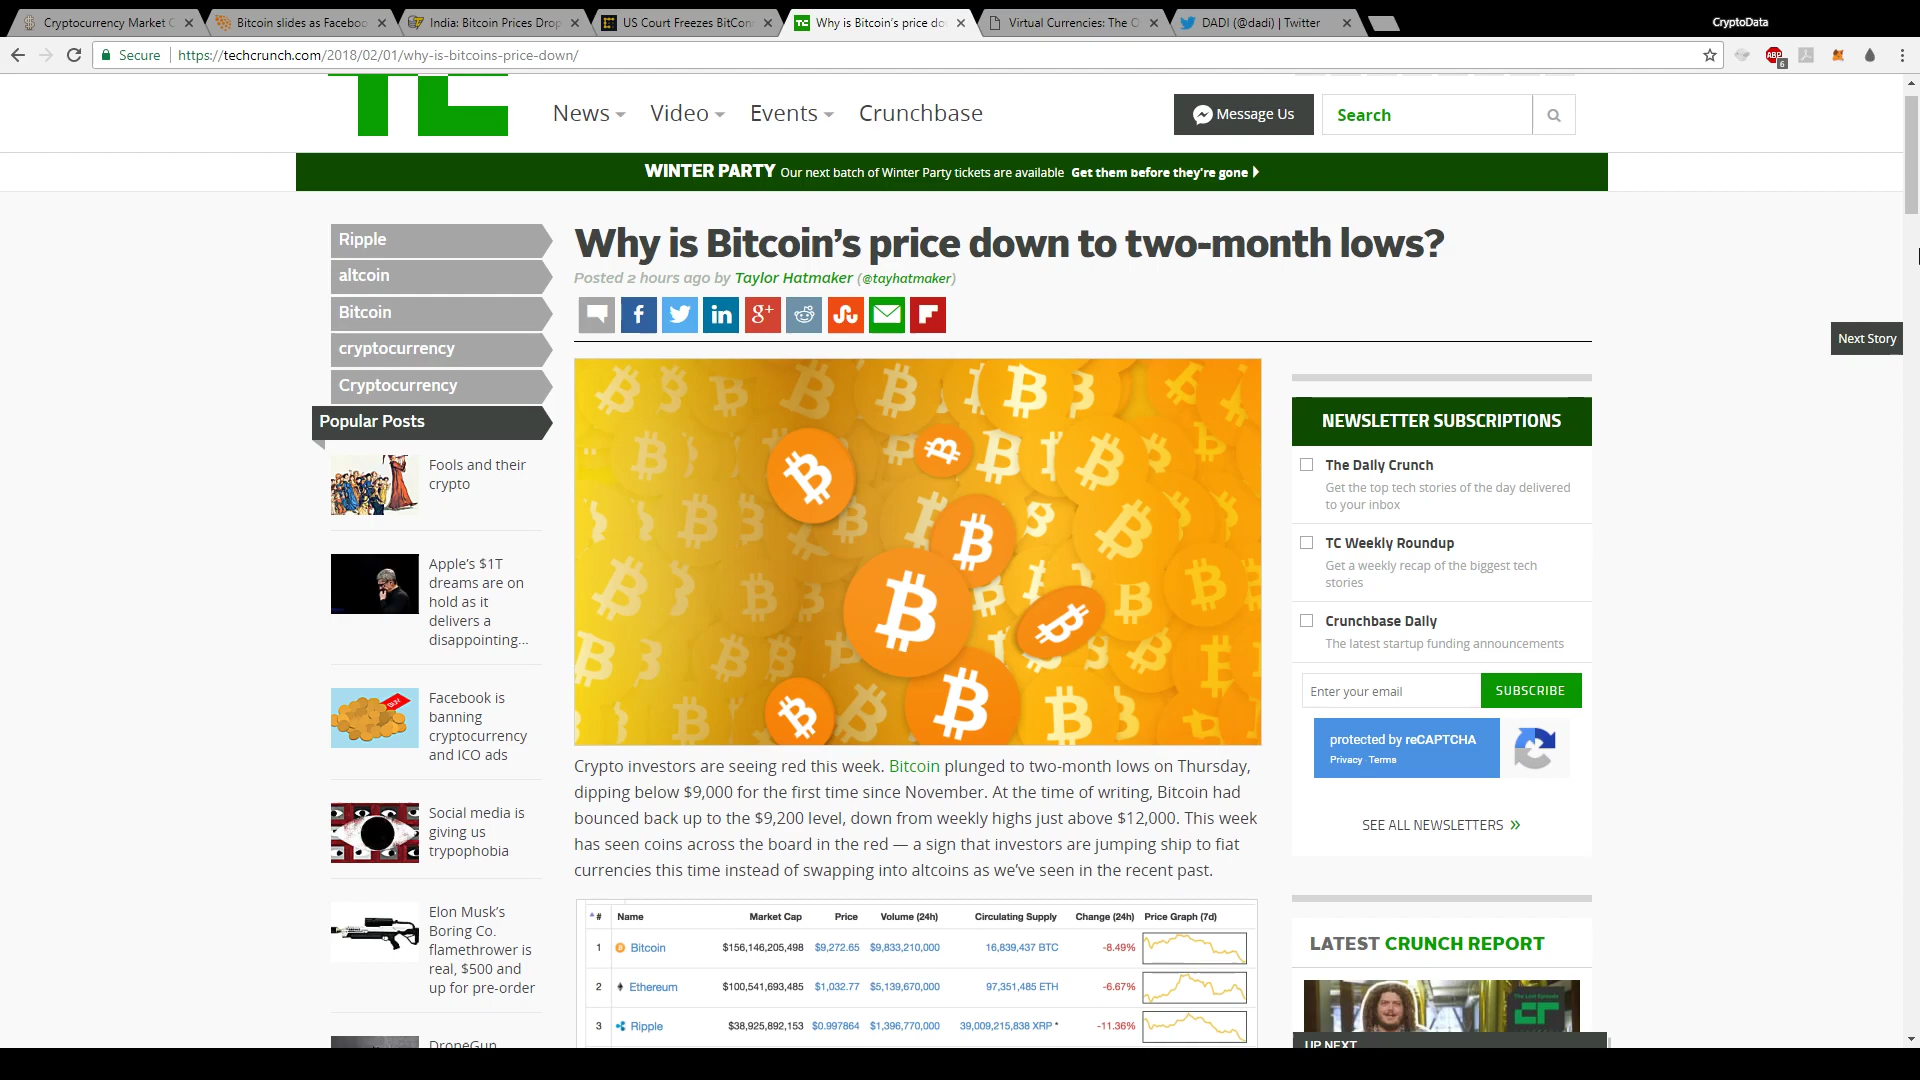 Cryptocurrency Market C
Bitcoin slides as Faceboo
India: Bitcoin Prices Drop
US Court Freezes BitCon
Why is Bitcoin's price do
Virtual Currencies: The O
DADI (@dadi) | Twitter
CryptoData
Secure
https://techcrunch.com/2018/02/01/why-is-bitcoins-price-down/
ABP
6
TC
News
Video
Events
Crunchbase
Message Us
Search
WINTER PARTY Our next batch of Winter Party tickets are available Get them before they're gone
Ripple
altcoin
Bitcoin
cryptocurrency
Cryptocurrency
Popular Posts
Fools and their
crypto
Apple's $1T
dreams are on
hold as it
delivers a
disappointing...
Facebook is
banning
cryptocurrency
and ICO ads
Social media is
giving us
trypophobia
Elon Musk's
Boring Co.
flamethrower is
real, $500 and
up for pre-order
DroneGun
Why is Bitcoin's price down to two-month lows?
Posted 2 hours ago by Taylor Hatmaker (@tayhatmaker)
Crypto investors are seeing red this week. Bitcoin plunged to two-month lows on Thursday,
dipping below $9,000 for the first time since November. At the time of writing, Bitcoin had
bounced back up to the $9,200 level, down from weekly highs just above $12,000. This week
has seen coins across the board in the red — a sign that investors are jumping ship to fiat
currencies this time instead of swapping into altcoins as we've seen in the recent past.
# Name Market Cap Price Volume (24h) Circulating Supply Change (24h) Price Graph (7d)
1 Bitcoin $156,146,205,498 $9,272.65 $9,833,210,000 16,839,437 BTC -8.49%
2 Ethereum $100,541,693,485 $1,032.77 $5,139,670,000 97,351,485 ETH -6.67%
3 Ripple $38,925,892,153 $0.997864 $1,396,770,000 39,009,215,838 XRP * -11.36%
Next Story
NEWSLETTER SUBSCRIPTIONS
The Daily Crunch
Get the top tech stories of the day delivered
to your inbox
TC Weekly Roundup
Get a weekly recap of the biggest tech
stories
Crunchbase Daily
The latest startup funding announcements
Enter your email
SUBSCRIBE
protected by reCAPTCHA
Privacy - Terms
SEE ALL NEWSLETTERS »
LATEST CRUNCH REPORT
The Last Episode
CR
UP NEXT